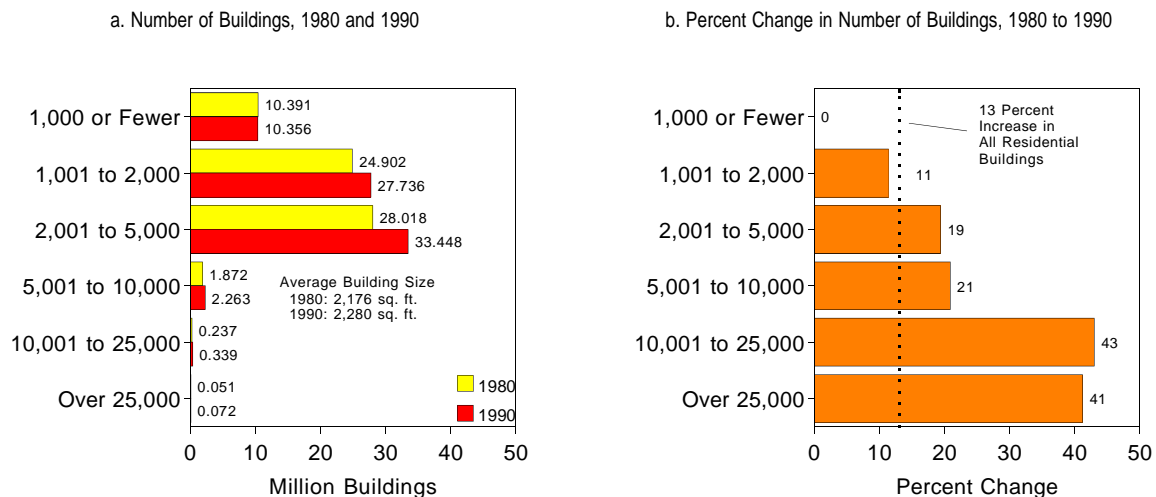 a. Number of Buildings, 1980 and 1990
1,000 or Fewer
1,001 to 2,000
2,001 to 5,000
5,001 to 10,000
10,001 to 25,000
Over 25,000
10.391
10.356
24.902
27.736
28.018
33.448
1.872
2.263
0.237
0.339
0.051
0.072
Average Building Size
1980: 2,176 sq. ft.
1990: 2,280 sq. ft.
1980
1990
0 10 20 30 40 50
Million Buildings
b. Percent Change in Number of Buildings, 1980 to 1990
1,000 or Fewer
1,001 to 2,000
2,001 to 5,000
5,001 to 10,000
10,001 to 25,000
Over 25,000
0
11
19
21
43
41
13 Percent
Increase in
All Residential
Buildings
0 10 20 30 40 50
Percent Change